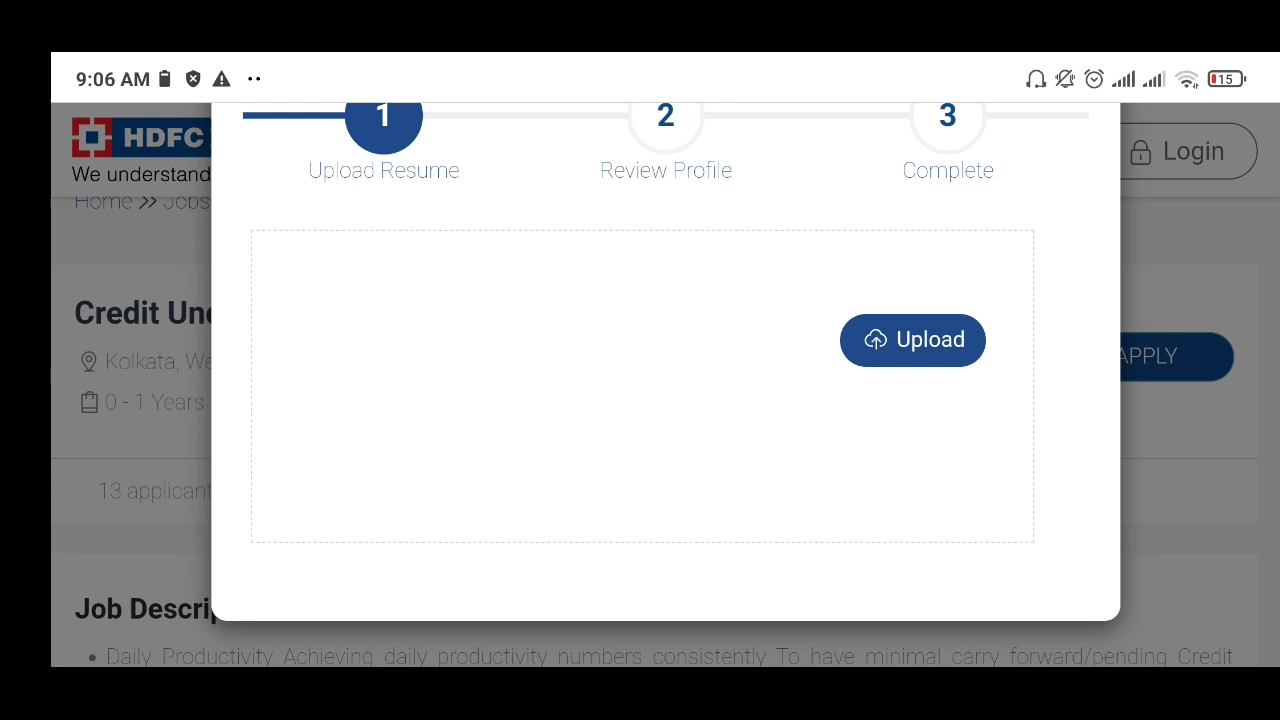 9:06 AM
15
1
2
3
Upload Resume
Review Profile
Complete
HDFC
We understand
Login
Home >> Jobs
Upload
Credit Und
Kolkata, We
0 - 1 Years
APPLY
13 applicant
Job Descrip
• Daily Productivity Achieving daily productivity numbers consistently To have minimal carry forward/pending Credit